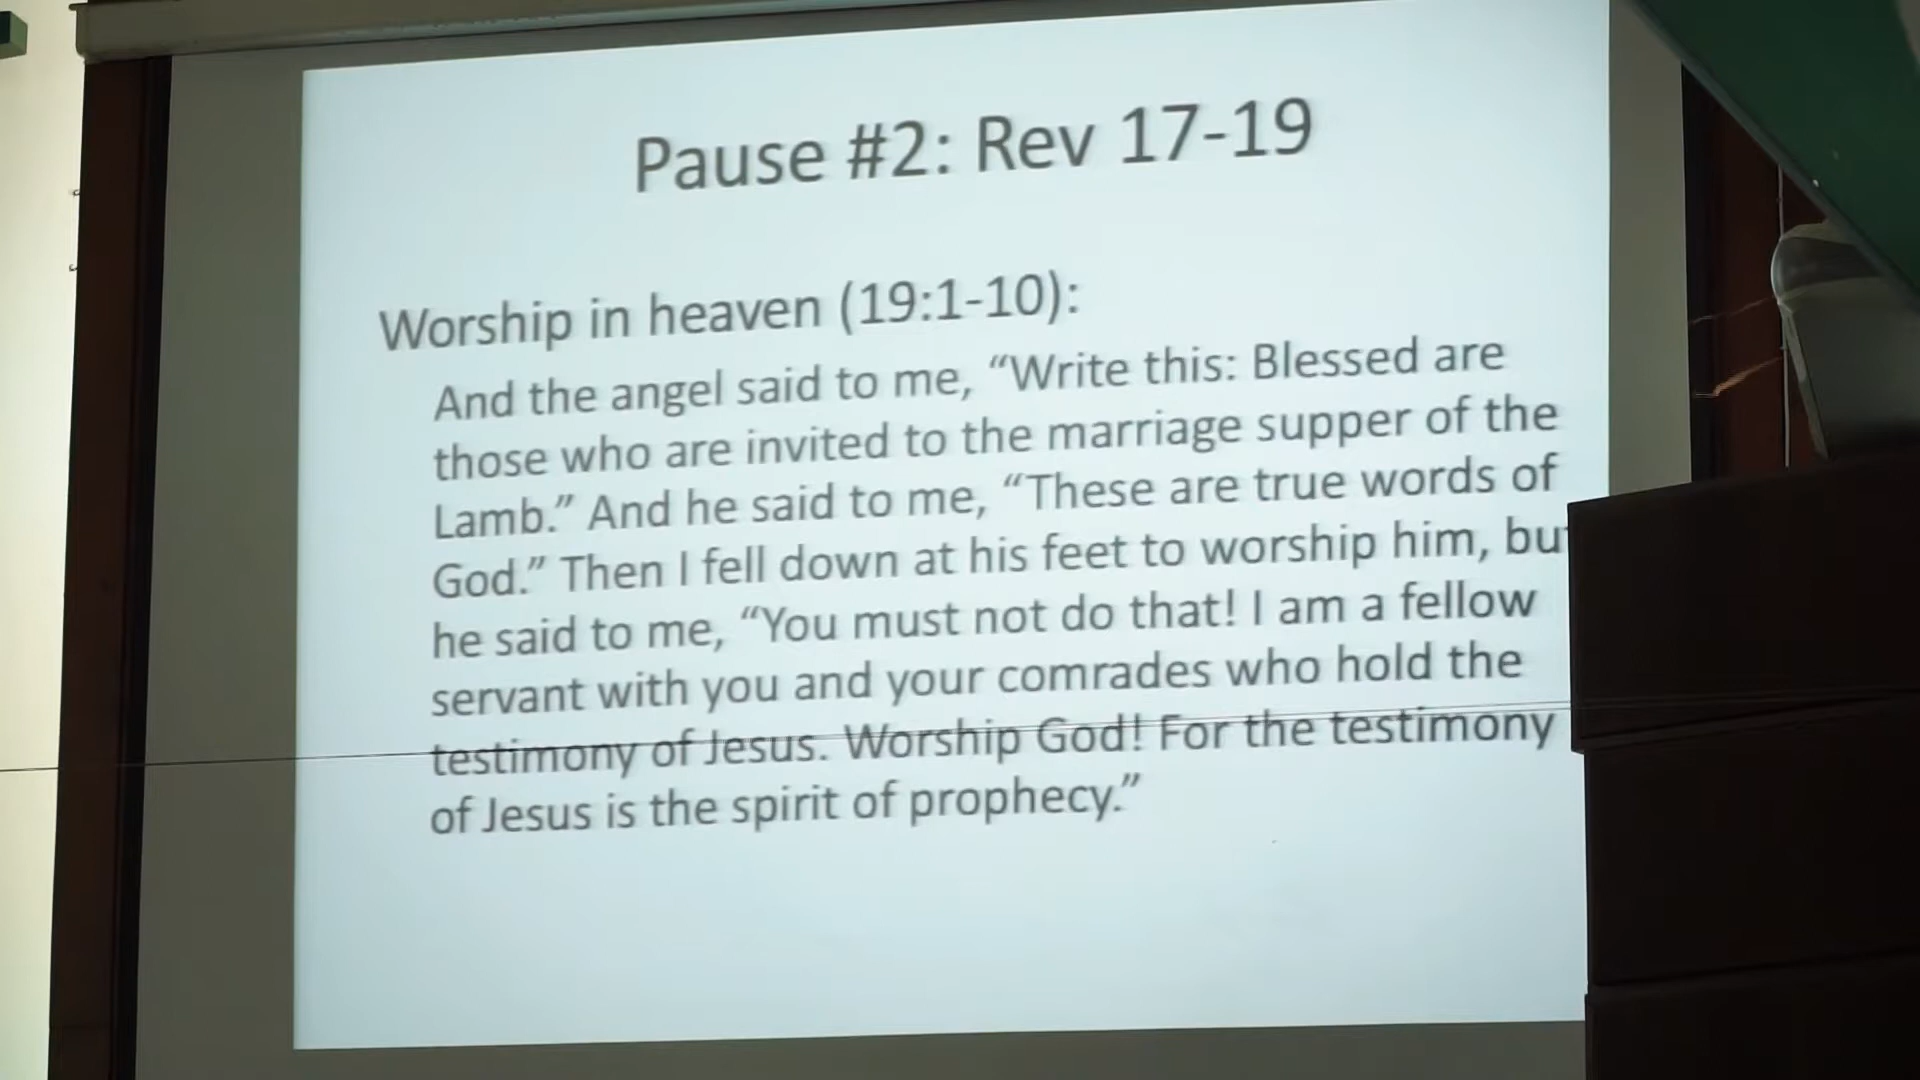 Pause #2: Rev 17-19
Worship in heaven (19:1-10):
And the angel said to me, “Write this: Blessed are
those who are invited to the marriage supper of the
Lamb.” And he said to me, “These are true words of
God.” Then I fell down at his feet to worship him, but
he said to me, “You must not do that! I am a fellow
servant with you and your comrades who hold the
testimony of Jesus. Worship God! For the testimony
of Jesus is the spirit of prophecy.”